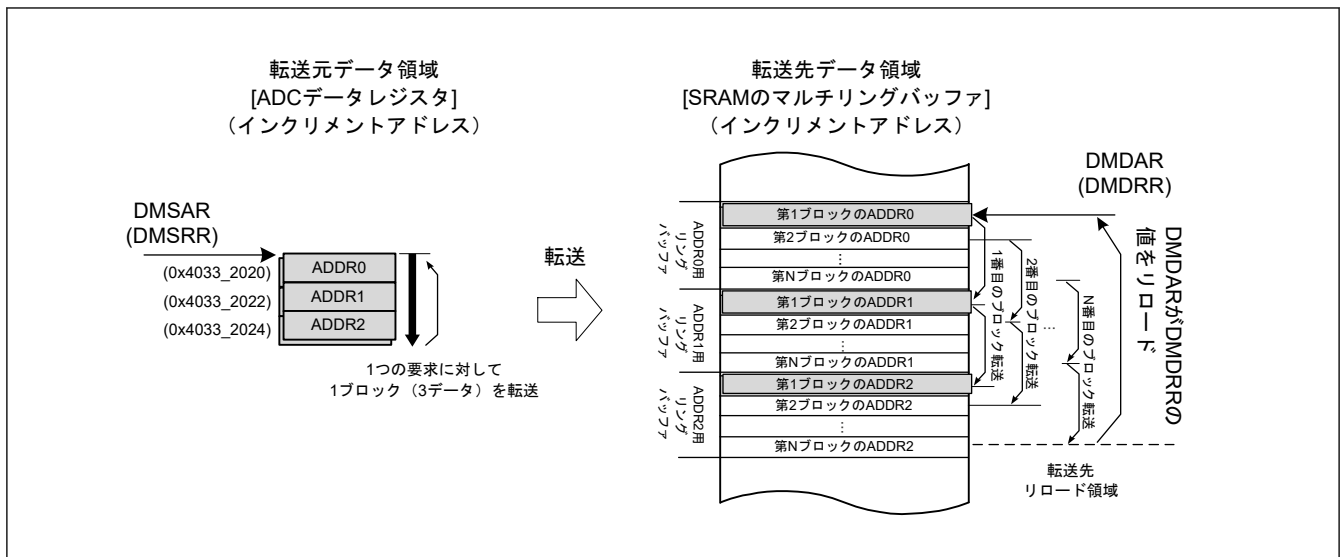 転送元データ領域
[ADCデータレジスタ]
（インクリメントアドレス）
転送先データ領域
[SRAMのマルチリングバッファ]
（インクリメントアドレス）
DMSAR
(DMSRR)
(0x4033_2020)
(0x4033_2022)
(0x4033_2024)
ADDR0
ADDR1
ADDR2
1つの要求に対して
1ブロック（3データ）を転送
転送
ADDR0用
リング
バッファ
ADDR1用
リング
バッファ
ADDR2用
リング
バッファ
第1ブロックのADDR0
第2ブロックのADDR0
…
第NブロックのADDR0
第1ブロックのADDR1
第2ブロックのADDR1
…
第NブロックのADDR1
第1ブロックのADDR2
第2ブロックのADDR2
…
第NブロックのADDR2
1番目のブロック転送
2番目のブロック転送
…
N番目のブロック転送
DMDAR
(DMDRR)
DMDARがDMDRRの
値をリロード
転送先
リロード領域